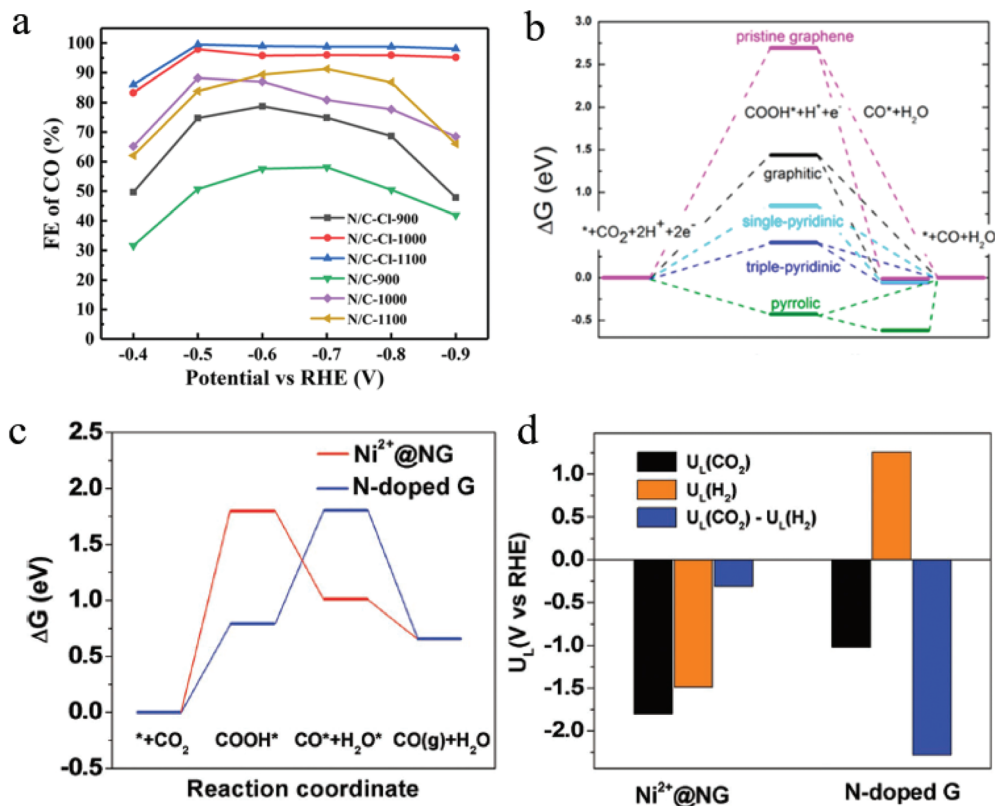 a
FE of CO (%)
100
90
80
70
60
50
40
30
20
10
0
N/C-Cl-900
N/C-Cl-1000
N/C-Cl-1100
N/C-900
N/C-1000
N/C-1100
-0.4 -0.5 -0.6 -0.7 -0.8 -0.9
Potential vs RHE (V)
b
ΔG (eV)
3.0
2.5
2.0
1.5
1.0
0.5
0.0
-0.5
pristine graphene
COOH*+H⁺+e⁻
CO*+H₂O
graphitic
single-pyridinic
*+CO₂+2H⁺+2e⁻
*+CO+H₂O
triple-pyridinic
pyrrolic
c
ΔG (eV)
2.5
2.0
1.5
1.0
0.5
0.0
-0.5
Ni²⁺@NG
N-doped G
*+CO₂ COOH* CO*+H₂O* CO(g)+H₂O
Reaction coordinate
d
U_L(V vs RHE)
1.0
0.5
0.0
-0.5
-1.0
-1.5
-2.0
U_L(CO₂)
U_L(H₂)
U_L(CO₂) - U_L(H₂)
Ni²⁺@NG N-doped G